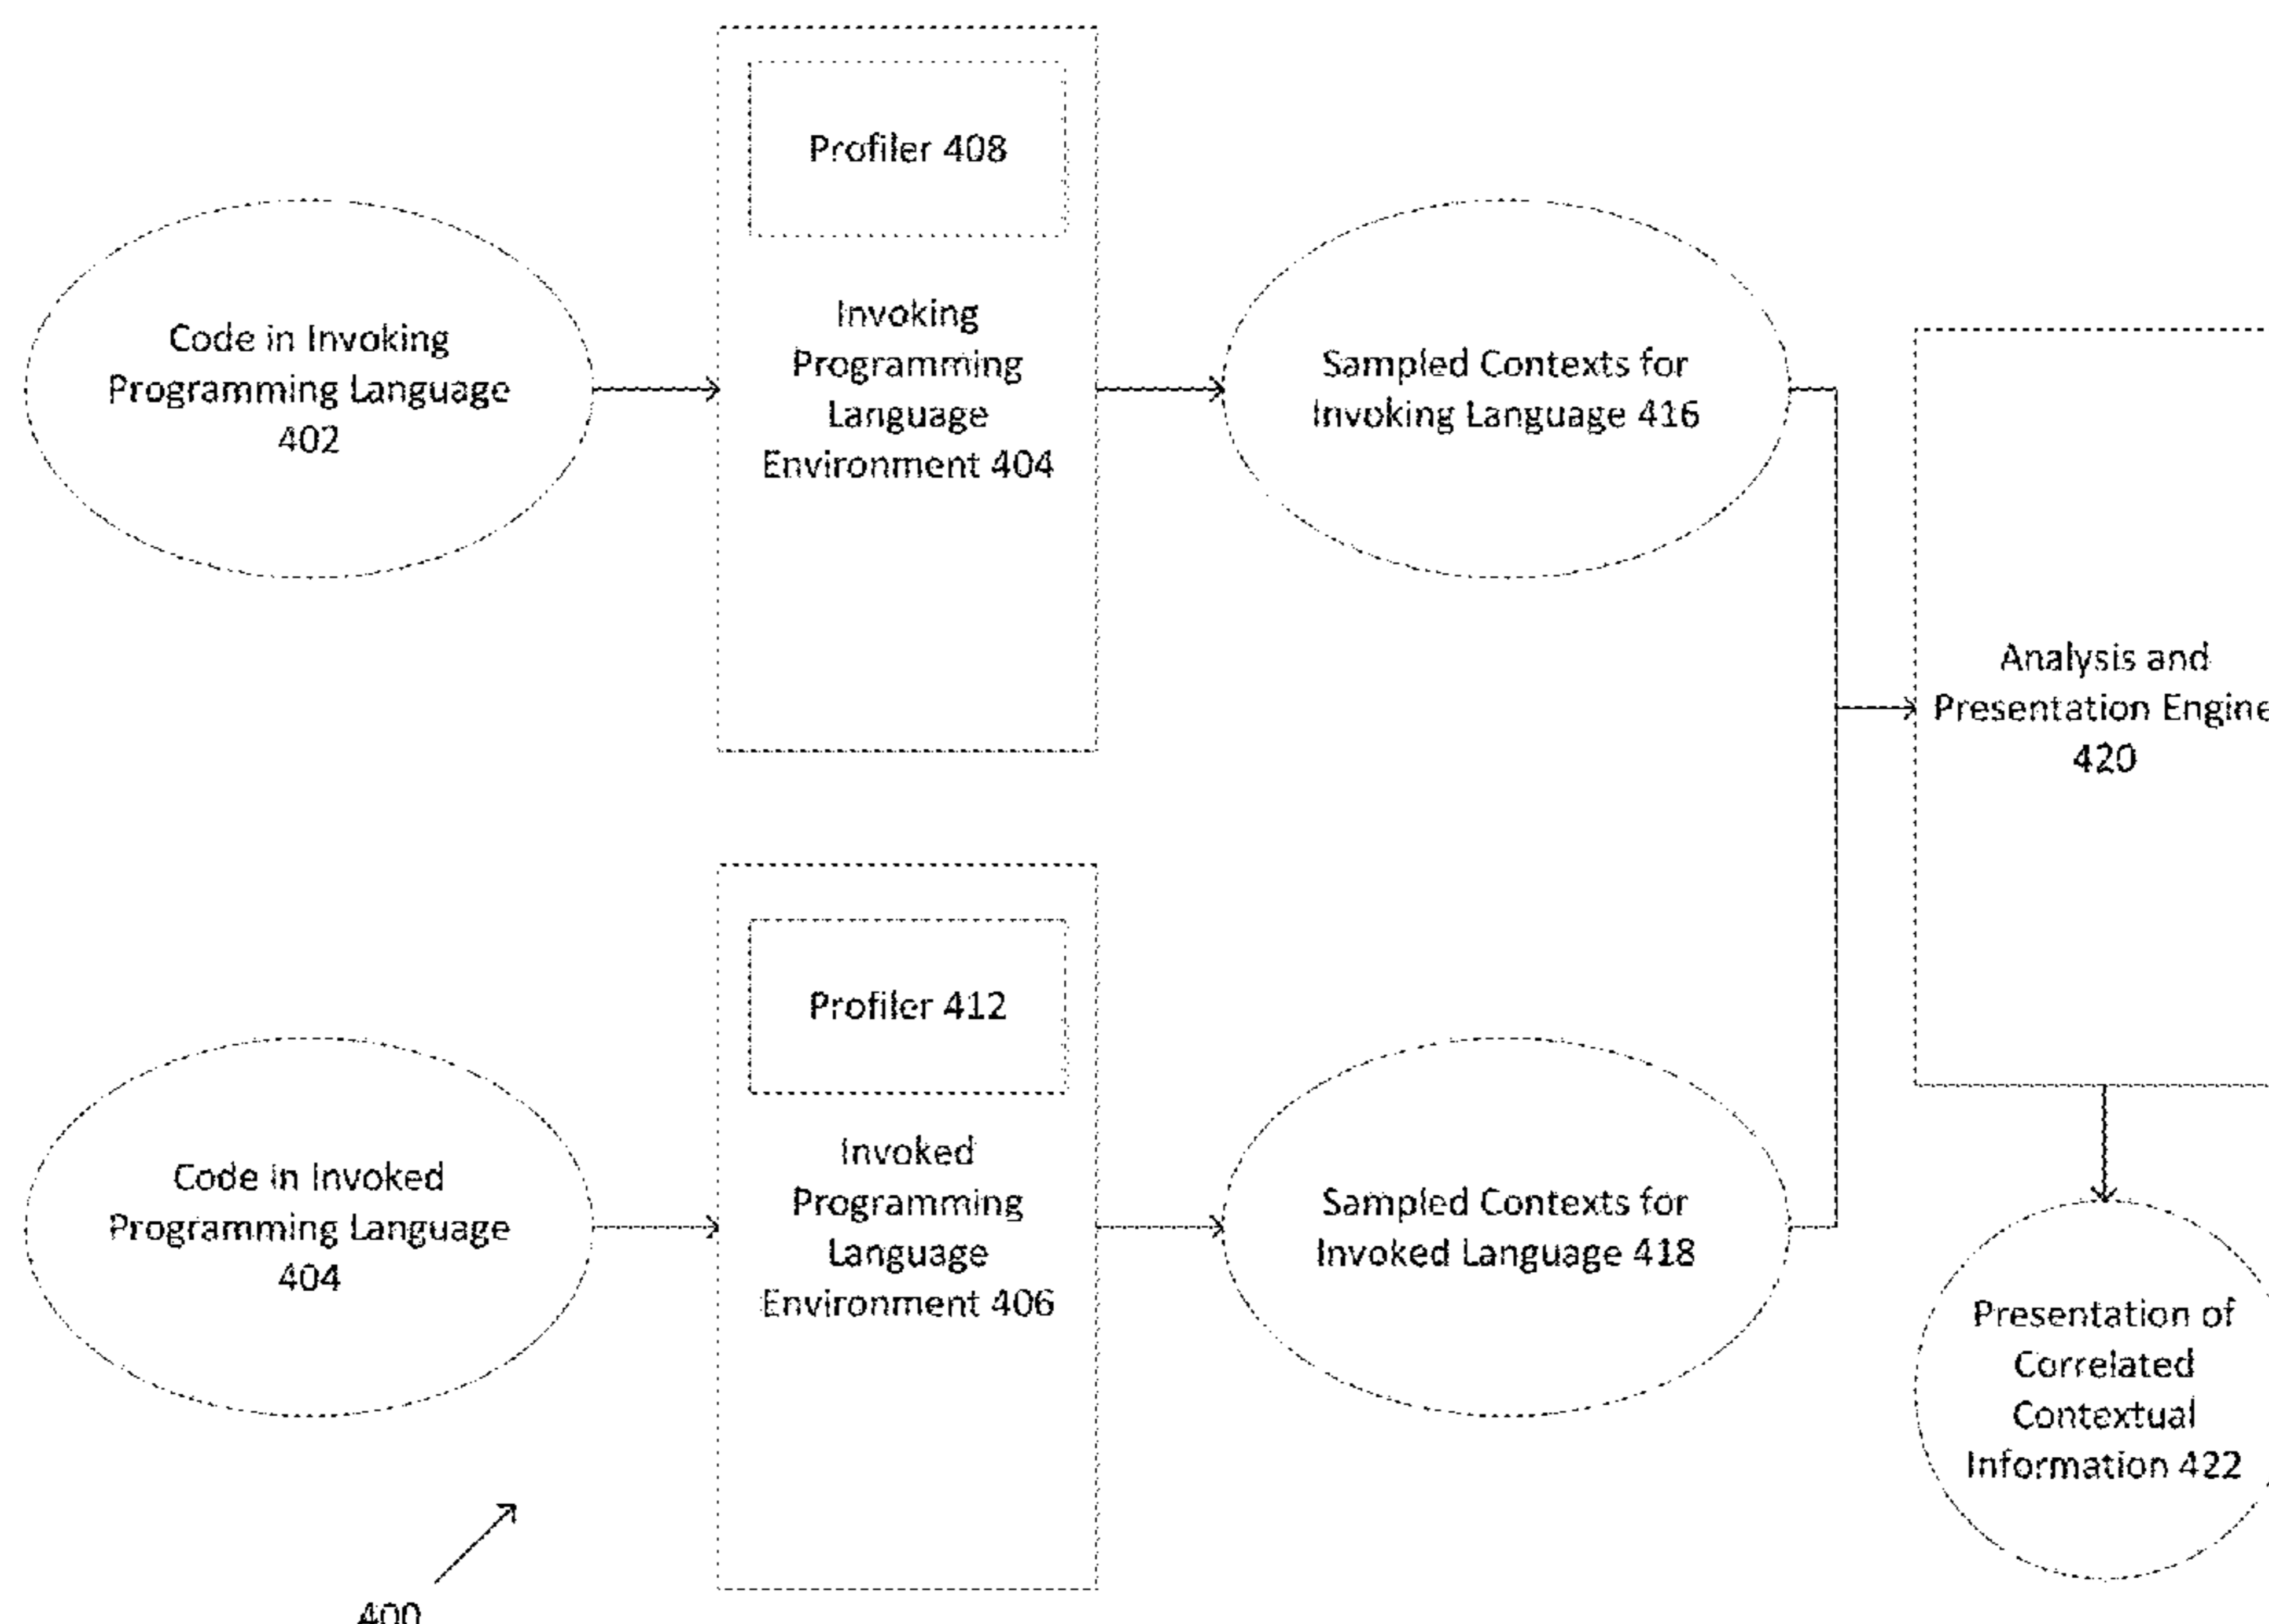 Profiler 408
Code in Invoking
Programming Language
402
Invoking
Programming
Language
Environment 404
Sampled Contexts for
Invoking Language 416
Analysis and
Presentation Engine
420
Profiler 412
Code in Invoked
Programming Language
404
Invoked
Programming
Language
Environment 406
Sampled Contexts for
Invoked Language 418
Presentation of
Correlated
Contextual
Information 422
400